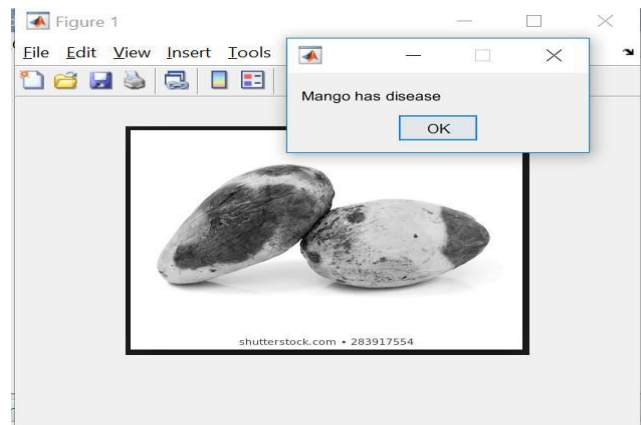 Figure 1
File Edit View Insert Tools
Mango has disease
OK
shutterstock.com • 283917554